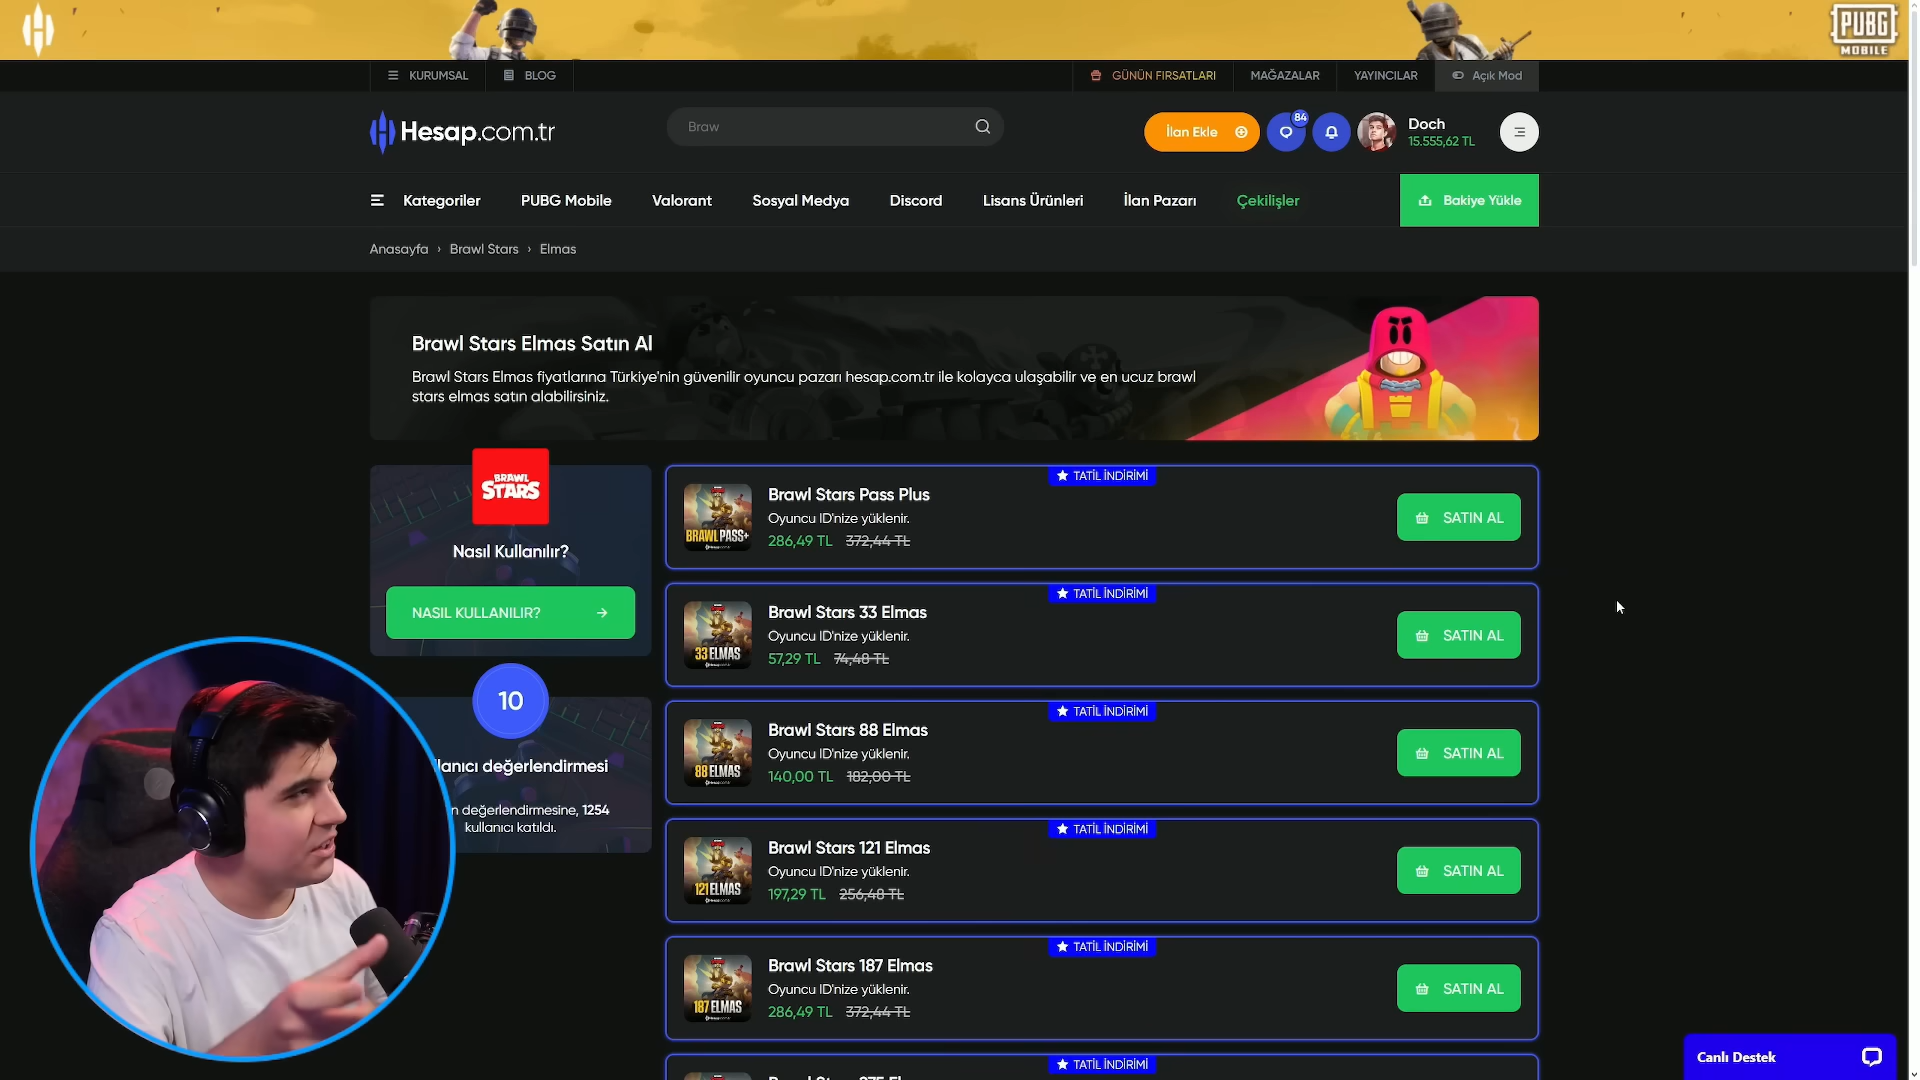 PUBG
MOBILE
KURUMSAL
BLOG
GÜNÜN FIRSATLARI
MAĞAZALAR
YAYINCILAR
Açık Mod
Hesap.com.tr
Braw
İlan Ekle
84
Doch
15.555,62 TL
Kategoriler
PUBG Mobile
Valorant
Sosyal Medya
Discord
Lisans Ürünleri
İlan Pazarı
Çekilişler
Bakiye Yükle
Anasayfa › Brawl Stars › Elmas
Brawl Stars Elmas Satın Al
Brawl Stars Elmas fiyatlarına Türkiye'nin güvenilir oyuncu pazarı hesap.com.tr ile kolayca ulaşabilir ve en ucuz brawl
stars elmas satın alabilirsiniz.
BRAWL
STARS
Nasıl Kullanılır?
NASIL KULLANILIR?
10
llanıcı değerlendirmesi
n değerlendirmesine, 1254
kullanıcı katıldı.
TATİL İNDİRİMİ
BRAWL PASS+
Brawl Stars Pass Plus
Oyuncu ID'nize yüklenir.
286,49 TL 372,44 TL
SATIN AL
TATİL İNDİRİMİ
33 ELMAS
Brawl Stars 33 Elmas
Oyuncu ID'nize yüklenir.
57,29 TL 74,48 TL
SATIN AL
TATİL İNDİRİMİ
88 ELMAS
Brawl Stars 88 Elmas
Oyuncu ID'nize yüklenir.
140,00 TL 182,00 TL
SATIN AL
TATİL İNDİRİMİ
121 ELMAS
Brawl Stars 121 Elmas
Oyuncu ID'nize yüklenir.
197,29 TL 256,48 TL
SATIN AL
TATİL İNDİRİMİ
187 ELMAS
Brawl Stars 187 Elmas
Oyuncu ID'nize yüklenir.
286,49 TL 372,44 TL
SATIN AL
TATİL İNDİRİMİ
Canlı Destek